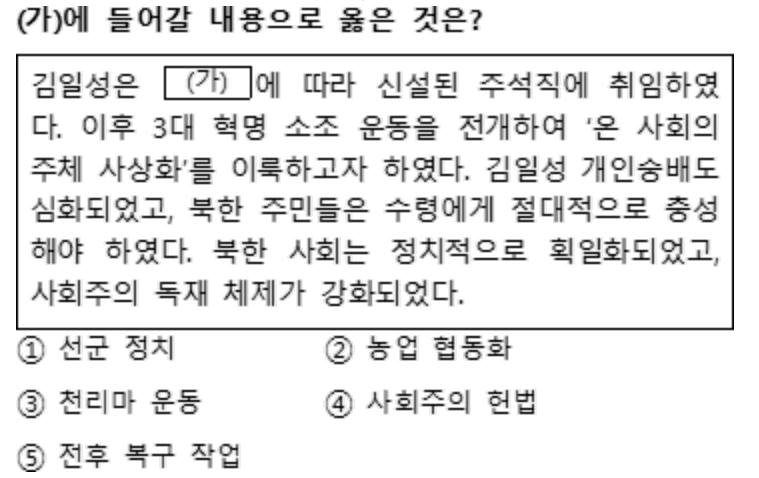 (가)에 들어갈 내용으로 옳은 것은?
김일성은 (가) 에 따라 신설된 주석직에 취임하였
다. 이후 3대 혁명 소조 운동을 전개하여 ‘온 사회의
주체 사상화’를 이룩하고자 하였다. 김일성 개인숭배도
심화되었고, 북한 주민들은 수령에게 절대적으로 충성
해야 하였다. 북한 사회는 정치적으로 획일화되었고,
사회주의 독재 체제가 강화되었다.
① 선군 정치 ② 농업 협동화
③ 천리마 운동 ④ 사회주의 헌법
⑤ 전후 복구 작업